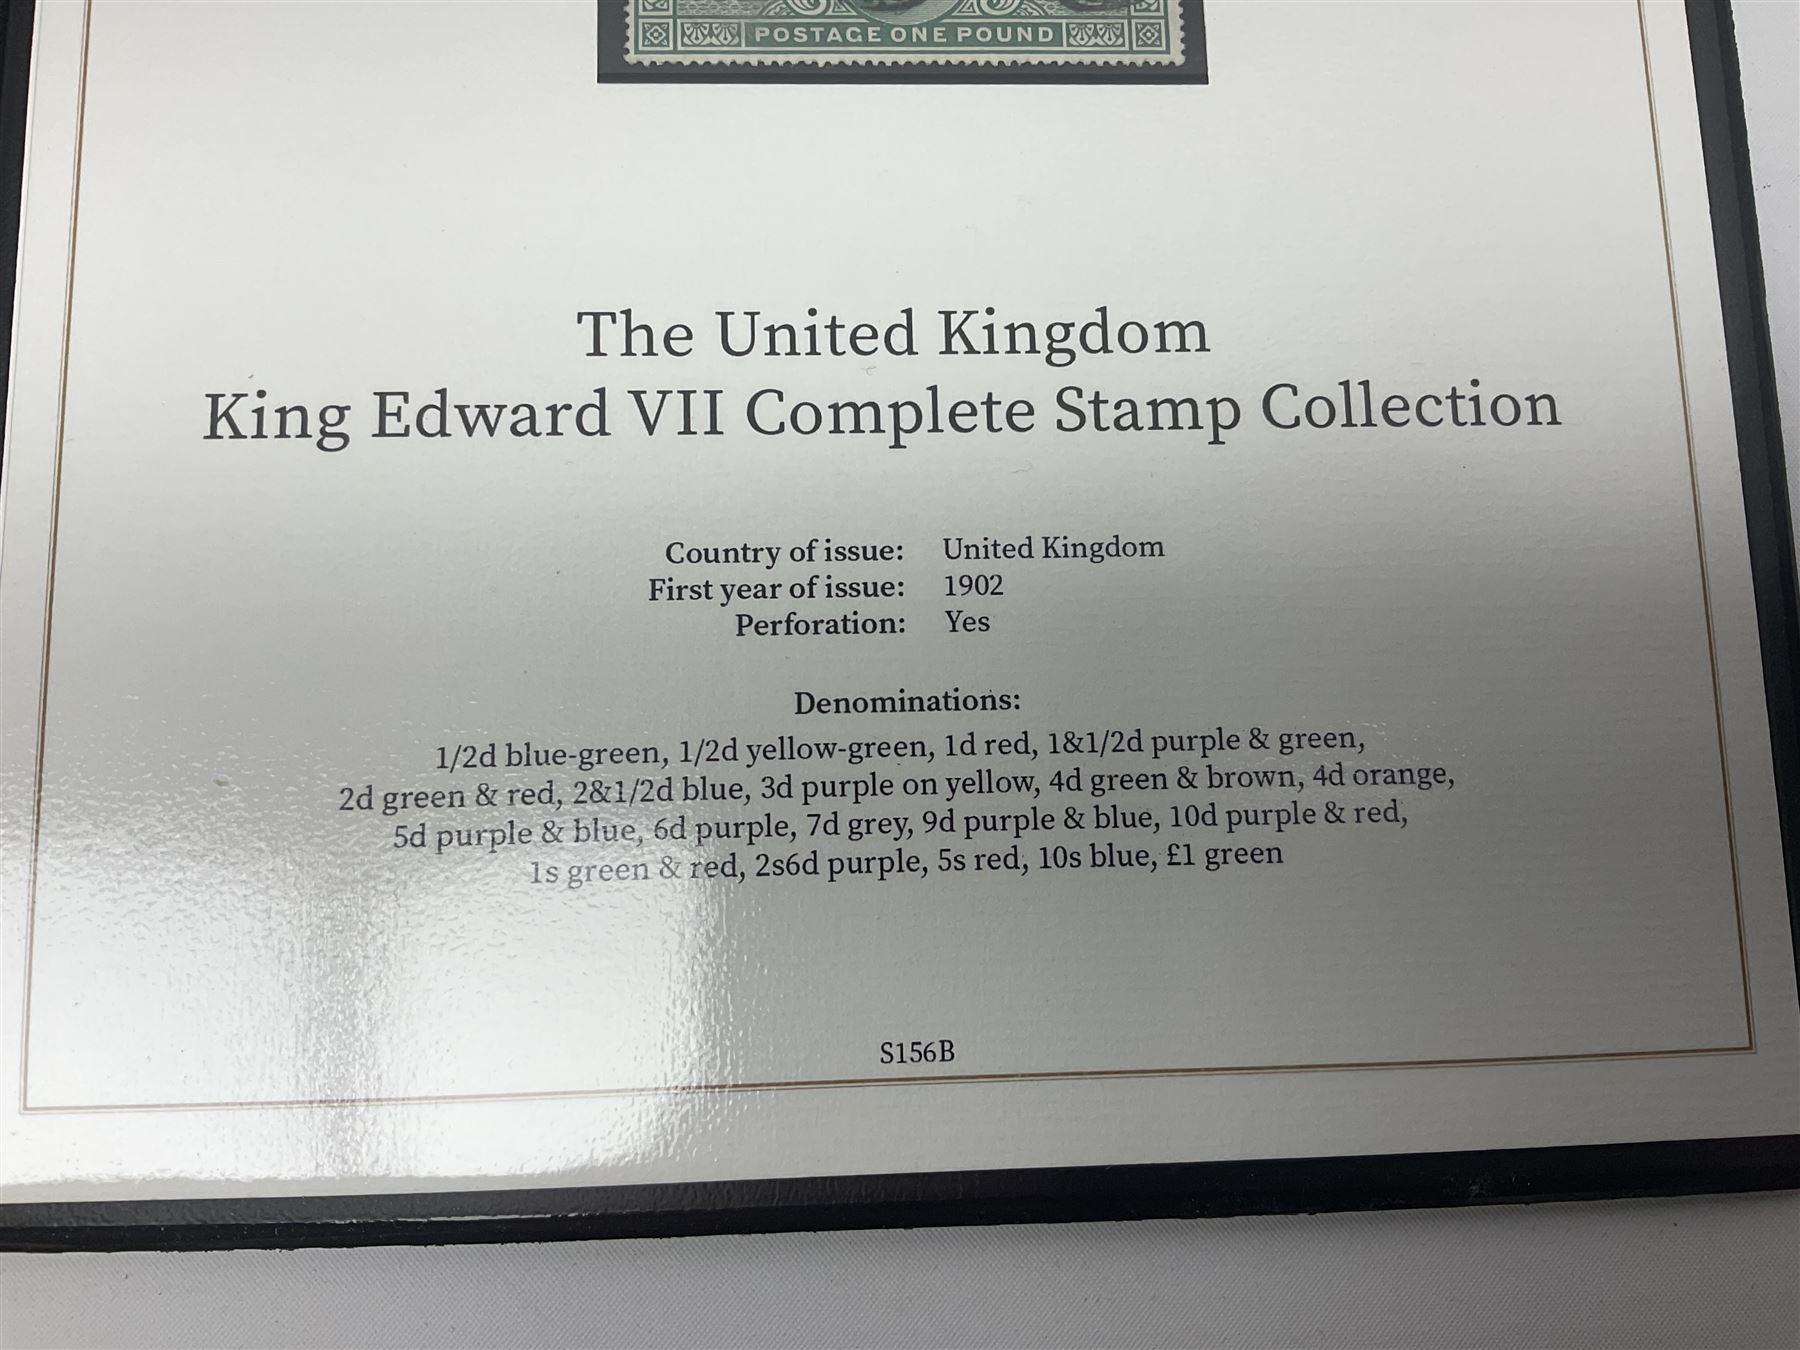 POSTAGE ONE POUND
The United Kingdom
King Edward VII Complete Stamp Collection
Country of issue: United Kingdom
First year of issue: 1902
Perforation: Yes
Denominations:
1/2d blue-green, 1/2d yellow-green, 1d red, 1&1/2d purple & green,
2d green & red, 2&1/2d blue, 3d purple on yellow, 4d green & brown, 4d orange,
5d purple & blue, 6d purple, 7d grey, 9d purple & blue, 10d purple & red,
1s green & red, 2s6d purple, 5s red, 10s blue, £1 green
S156B